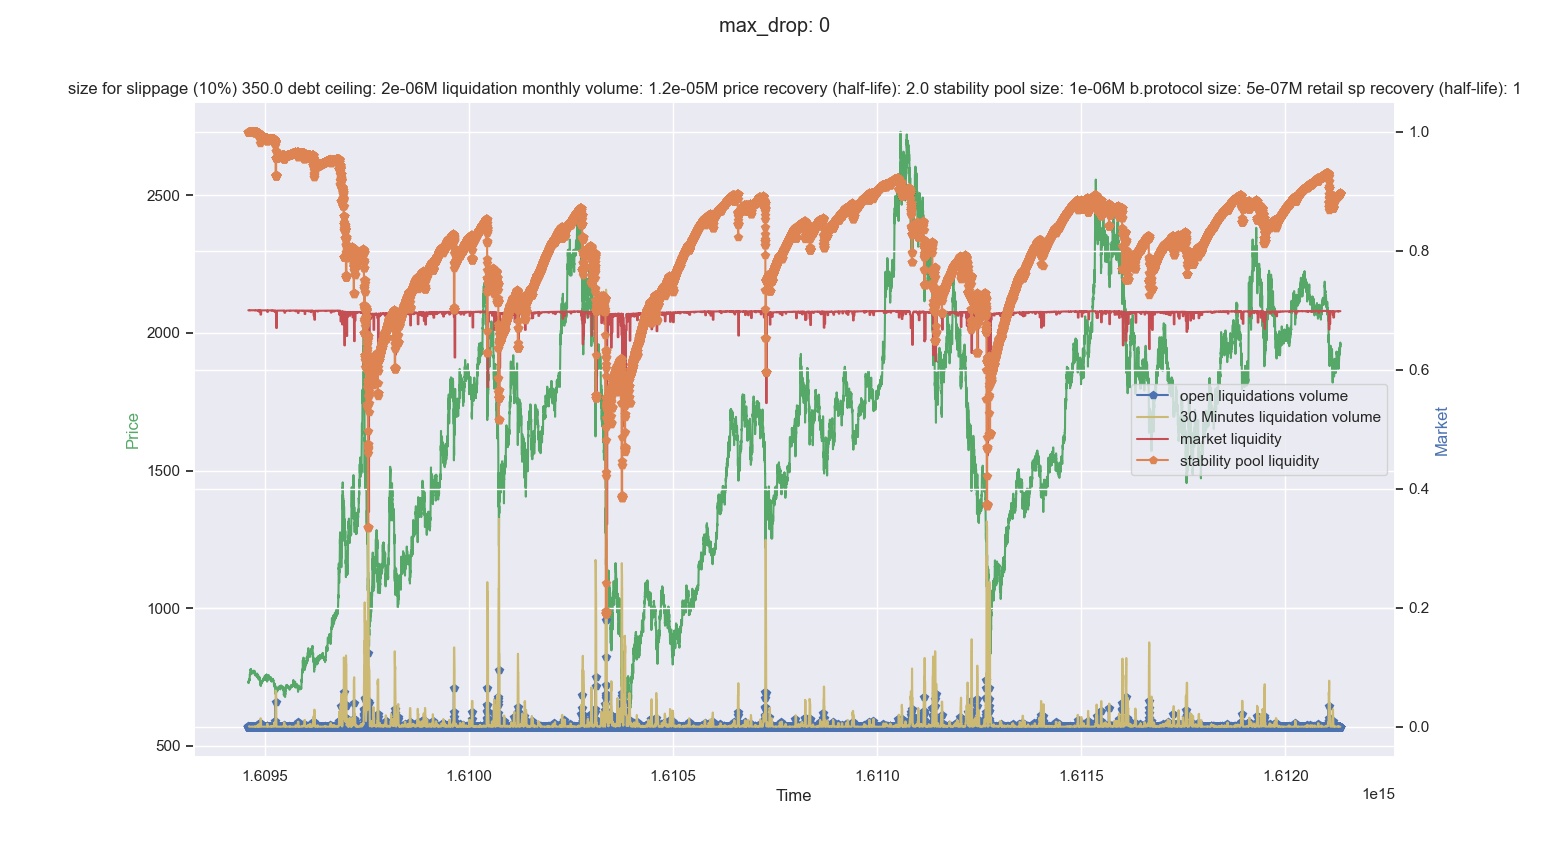 max_drop: 0
size for slippage (10%) 350.0 debt ceiling: 2e-06M liquidation monthly volume: 1.2e-05M price recovery (half-life): 2.0 stability pool size: 1e-06M b.protocol size: 5e-07M retail sp recovery (half-life): 1
1.0
2500
0.8
2000
0.6
open liquidations volume
30 Minutes liquidation volume
market liquidity
stability pool liquidity
Price
Market
1500
0.4
1000
0.2
0.0
500
1.6095 1.6100 1.6105 1.6110 1.6115 1.6120
Time
1e15